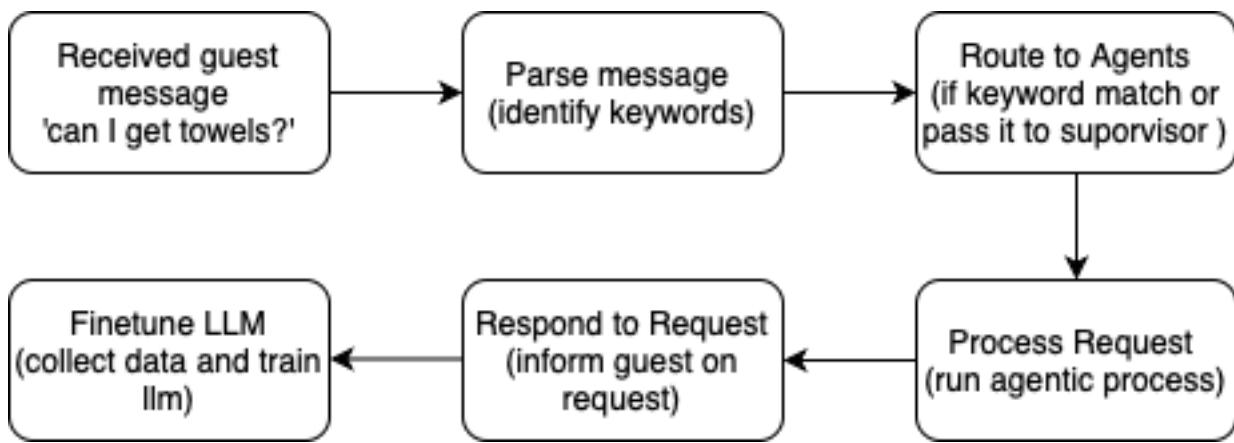 Received guest
message
'can I get towels?'
Parse message
(identify keywords)
Route to Agents
(if keyword match or
pass it to suporvisor )
Finetune LLM
(collect data and train
llm)
Respond to Request
(inform guest on
request)
Process Request
(run agentic process)